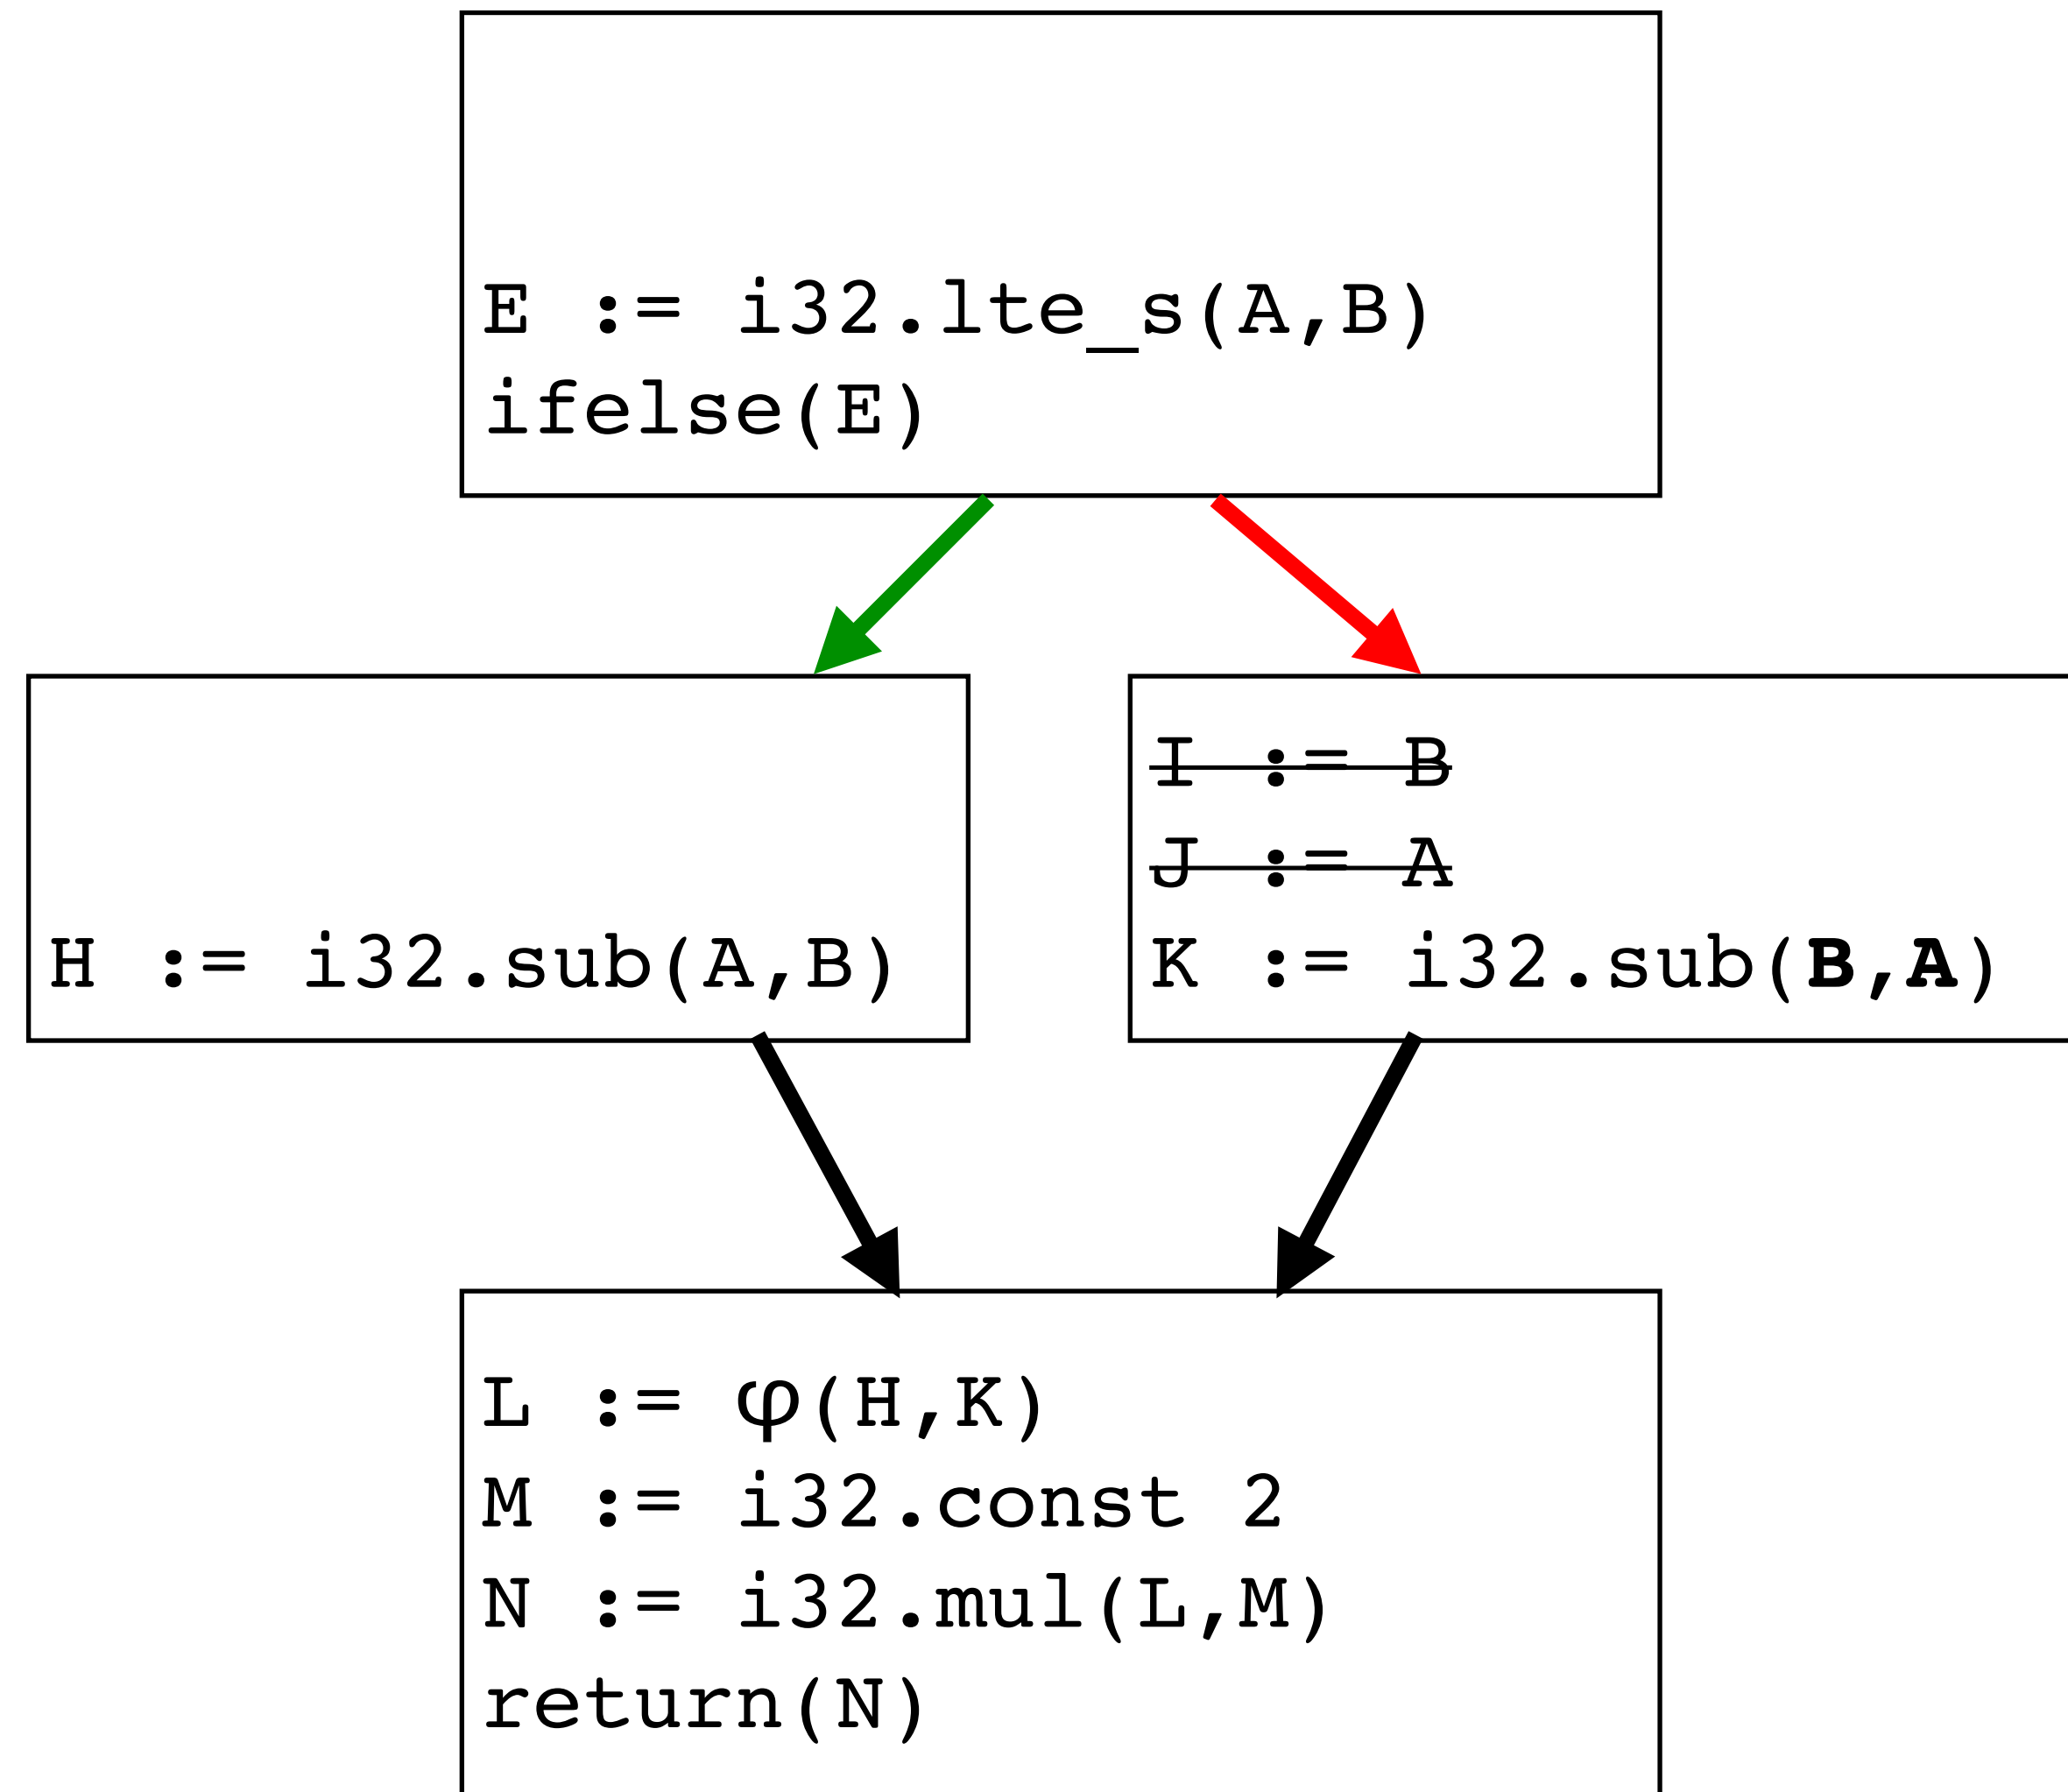 E := i32.lte_s(A,B)
ifelse(E)
H := i32.sub(A,B)
I := B
J := A
K := i32.sub(B,A)
L := φ(H,K)
M := i32.const 2
N := i32.mul(L,M)
return(N)